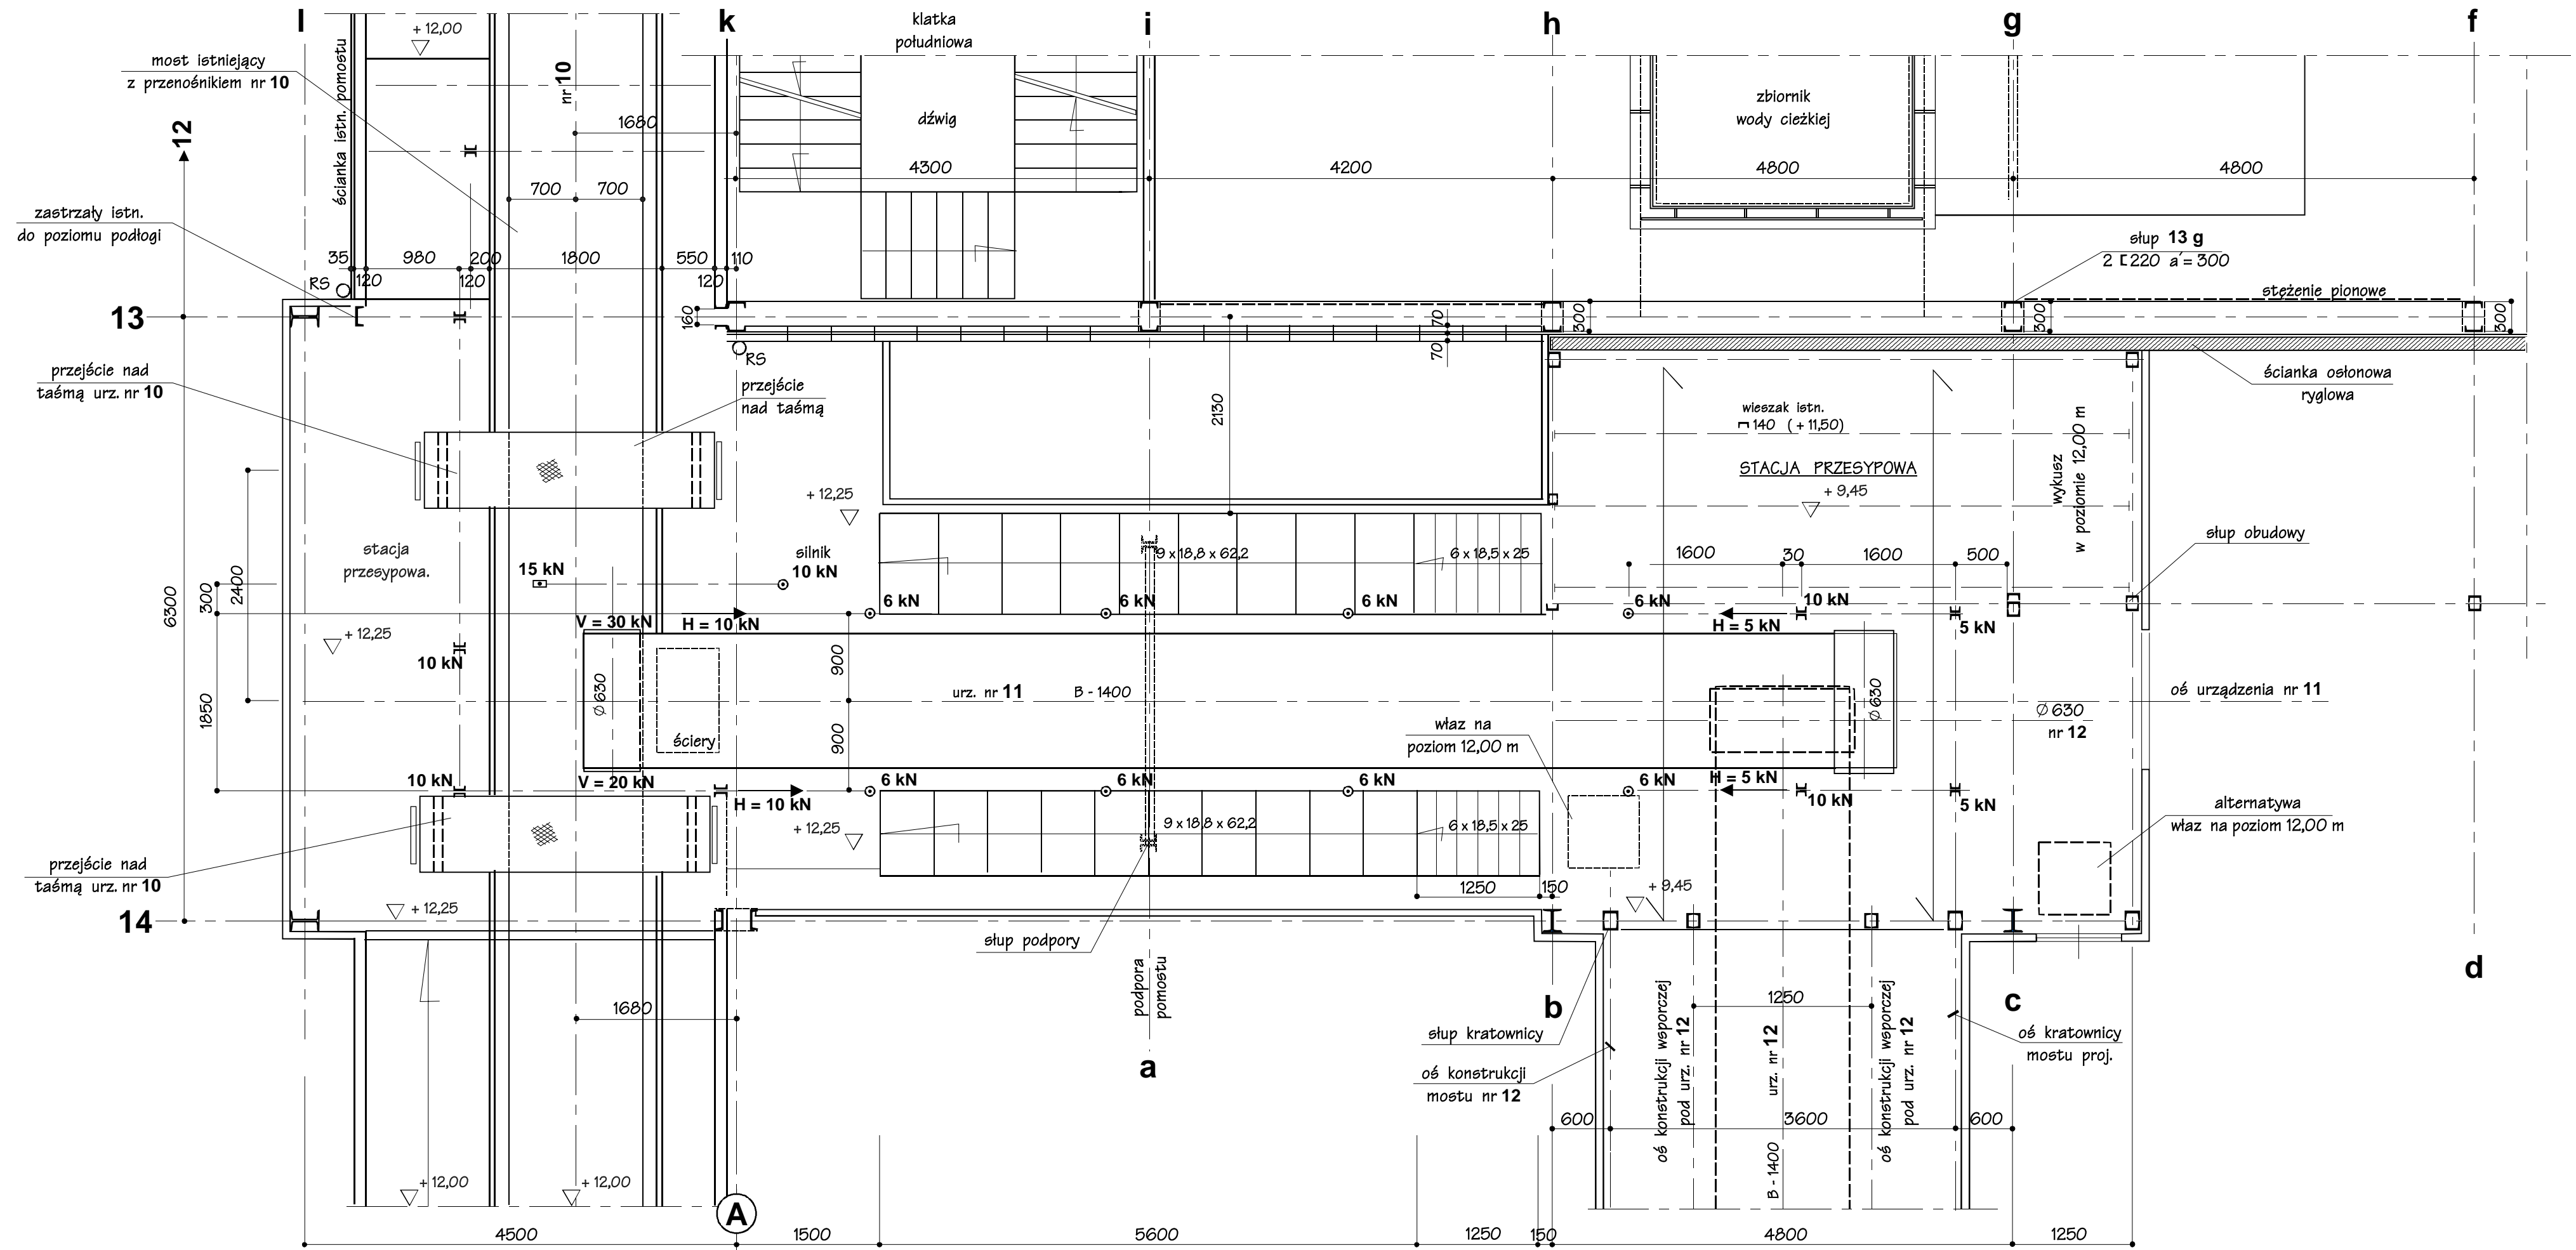 l
k
i
h
g
f
klatka
południowa
+ 12,00
most istniejący
z przenośnikiem nr 10
ścianka istn. pomostu
nr 10
1680
12
dźwig
zbiornik
wody cieżkiej
4300
4200
4800
4800
700
700
zastrzały istn.
do poziomu podłogi
35
980
200
1800
550
110
120
120
120
RS
słup 13 g
2 [ 220 a = 300
stężenie pionowe
13
160
70
70
300
300
300
RS
ścianka osłonowa
ryglowa
przejście nad
taśmą urz. nr 10
przejście
nad taśmą
2130
wieszak istn.
140 ( + 11,50)
STACJA PRZESYPOWA
+ 9,45
wykusz
w poziomie 12,00 m
+ 12,25
stacja
przesypowa.
silnik
10 kN
15 kN
9 x 18,8 x 62,2
6 x 18,5 x 25
1600
30
1600
500
słup obudowy
6300
300
2400
1850
6 kN
6 kN
6 kN
6 kN
10 kN
V = 30 kN
H = 10 kN
H = 5 kN
5 kN
+ 12,25
10 kN
Ø 630
ściery
900
900
urz. nr 11
B - 1400
Ø 630
oś urządzenia nr 11
Ø 630
nr 12
właz na
poziom 12,00 m
10 kN
V = 20 kN
H = 10 kN
6 kN
6 kN
6 kN
6 kN
H = 5 kN
10 kN
5 kN
alternatywa
właz na poziom 12,00 m
+ 12,25
9 x 18,8 x 62,2
6 x 18,5 x 25
przejście nad
taśmą urz. nr 10
1250
150
+ 9,45
14
+ 12,25
słup podpory
podpora
pomostu
d
b
c
a
1680
1250
słup kratownicy
oś konstrukcji
mostu nr 12
oś konstrukcji wsporczej
pod urz. nr 12
urz. nr 12
B - 1400
oś konstrukcji wsporczej
pod urz. nr 12
oś kratownicy
mostu proj.
600
3600
600
+ 12,00
+ 12,00
A
4500
1500
5600
1250
150
4800
1250